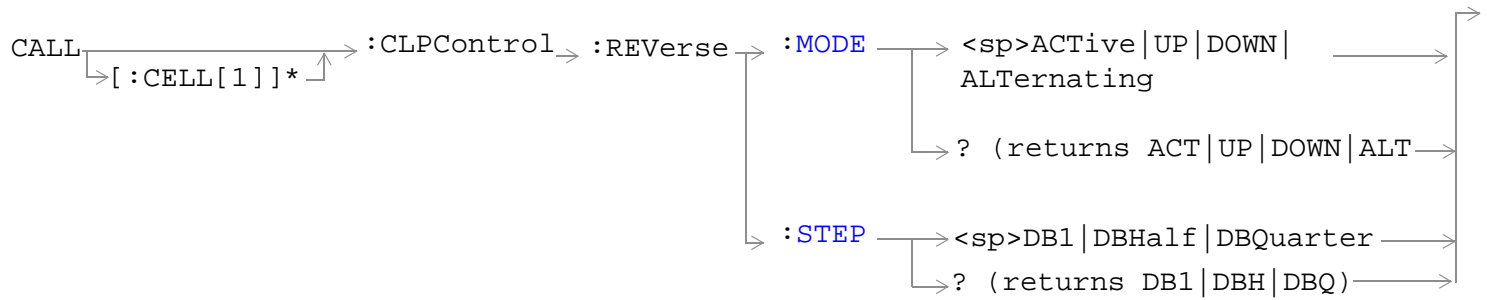 CALL :CLPControl :REVerse :MODE <sp>ACTive|UP|DOWN|
[:CELL[1]]* ALTernating
? (returns ACT|UP|DOWN|ALT
:STEP <sp>DB1|DBHalf|DBQuarter
? (returns DB1|DBH|DBQ)